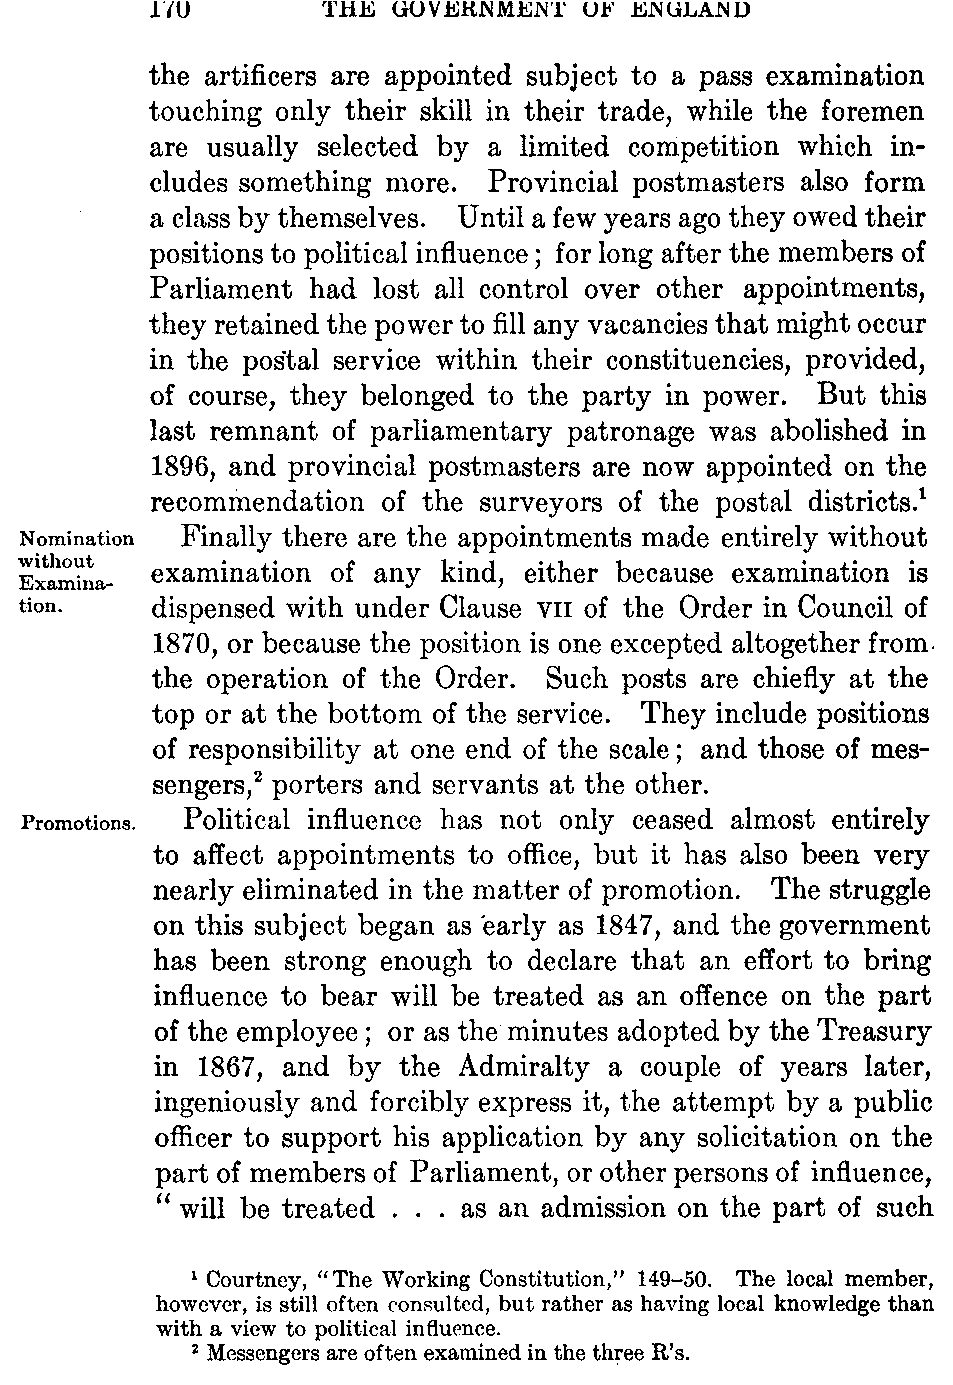 170 THE GOVERNMENT OF ENGLAND
the artificers are appointed subject to a pass examination
touching only their skill in their trade, while the foremen
are usually selected by a limited competition which in-
cludes something more. Provincial postmasters also form
a class by themselves. Until a few years ago they owed their
positions to political influence; for long after the members of
Parliament had lost all control over other appointments,
they retained the power to fill any vacancies that might occur
in the postal service within their constituencies, provided,
of course, they belonged to the party in power. But this
last remnant of parliamentary patronage was abolished in
1896, and provincial postmasters are now appointed on the
recommendation of the surveyors of the postal districts.¹
Nomination
without
Examina-
tion.
Finally there are the appointments made entirely without
examination of any kind, either because examination is
dispensed with under Clause VII of the Order in Council of
1870, or because the position is one excepted altogether from
the operation of the Order. Such posts are chiefly at the
top or at the bottom of the service. They include positions
of responsibility at one end of the scale; and those of mes-
sengers,² porters and servants at the other.
Promotions.
Political influence has not only ceased almost entirely
to affect appointments to office, but it has also been very
nearly eliminated in the matter of promotion. The struggle
on this subject began as early as 1847, and the government
has been strong enough to declare that an effort to bring
influence to bear will be treated as an offence on the part
of the employee; or as the minutes adopted by the Treasury
in 1867, and by the Admiralty a couple of years later,
ingeniously and forcibly express it, the attempt by a public
officer to support his application by any solicitation on the
part of members of Parliament, or other persons of influence,
"will be treated . . . as an admission on the part of such
¹ Courtney, "The Working Constitution," 149–50. The local member,
however, is still often consulted, but rather as having local knowledge than
with a view to political influence.
² Messengers are often examined in the three R's.